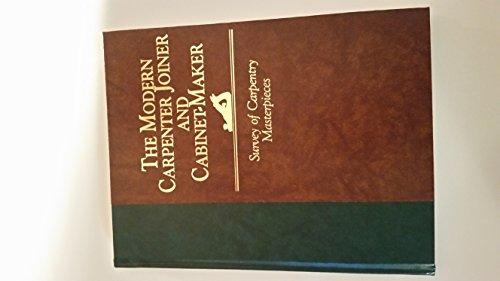 THE MODERN
CARPENTER JOINER
AND
CABINET-MAKER
Survey of Carpentry
Masterpieces